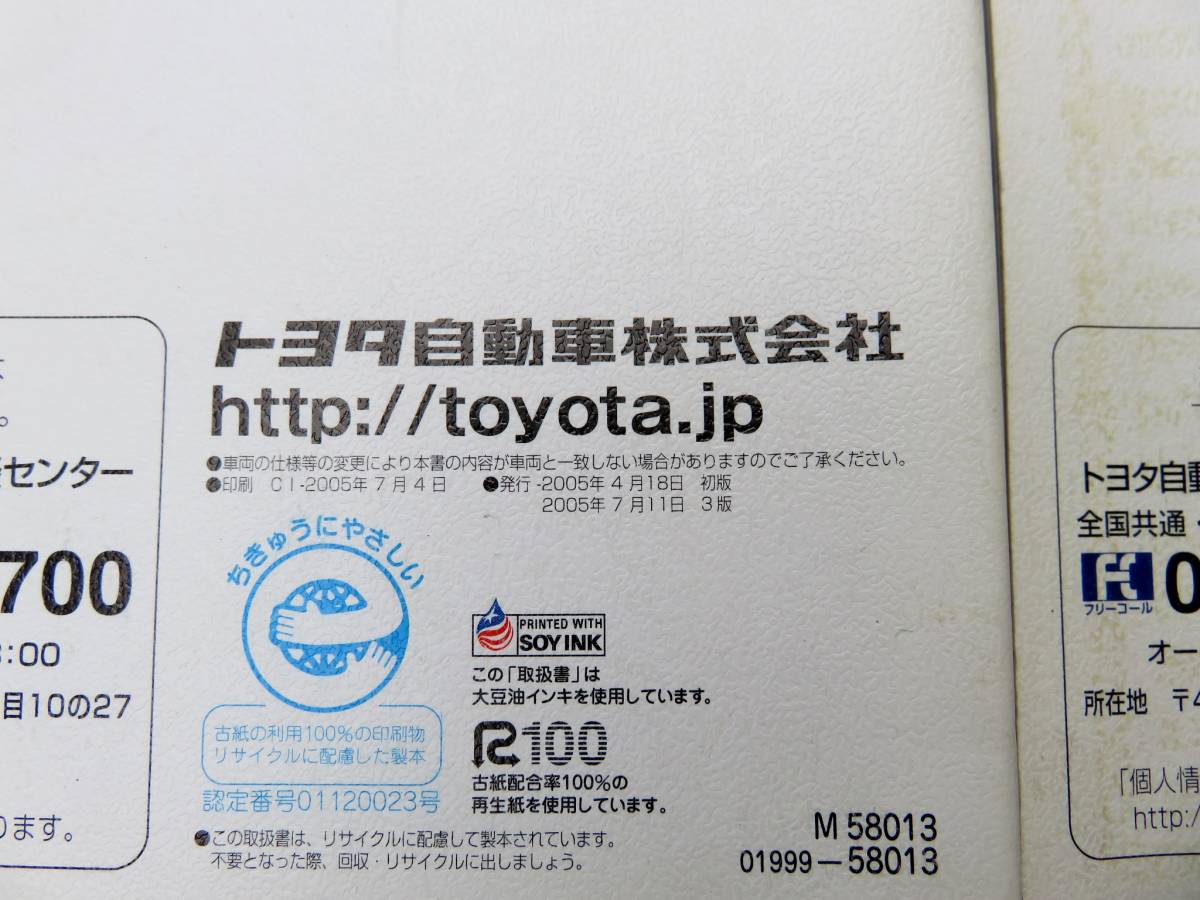 トヨタ自動車株式会社
http://toyota.jp
●車両の仕様等の変更により本書の内容が車両と一致しない場合がありますのでご了承ください。
●印刷 CI-2005年7月4日 ●発行-2005年4月18日 初版
2005年7月11日 3版
ちきゅうにやさしい
古紙の利用100%の印刷物
リサイクルに配慮した製本
認定番号01120023号
PRINTED WITH
SOY INK
この「取扱書」は
大豆油インキを使用しています。
R100
古紙配合率100%の
再生紙を使用しています。
●この取扱書は、リサイクルに配慮して製本されています。
不要となった際、回収・リサイクルに出しましょう。
M 58013
01999-58013
。
センター
700
:00
目10の27
ります。
トヨタ自動
全国共通・
フリーコール
0
オー
所在地 〒4
「個人情
http:/